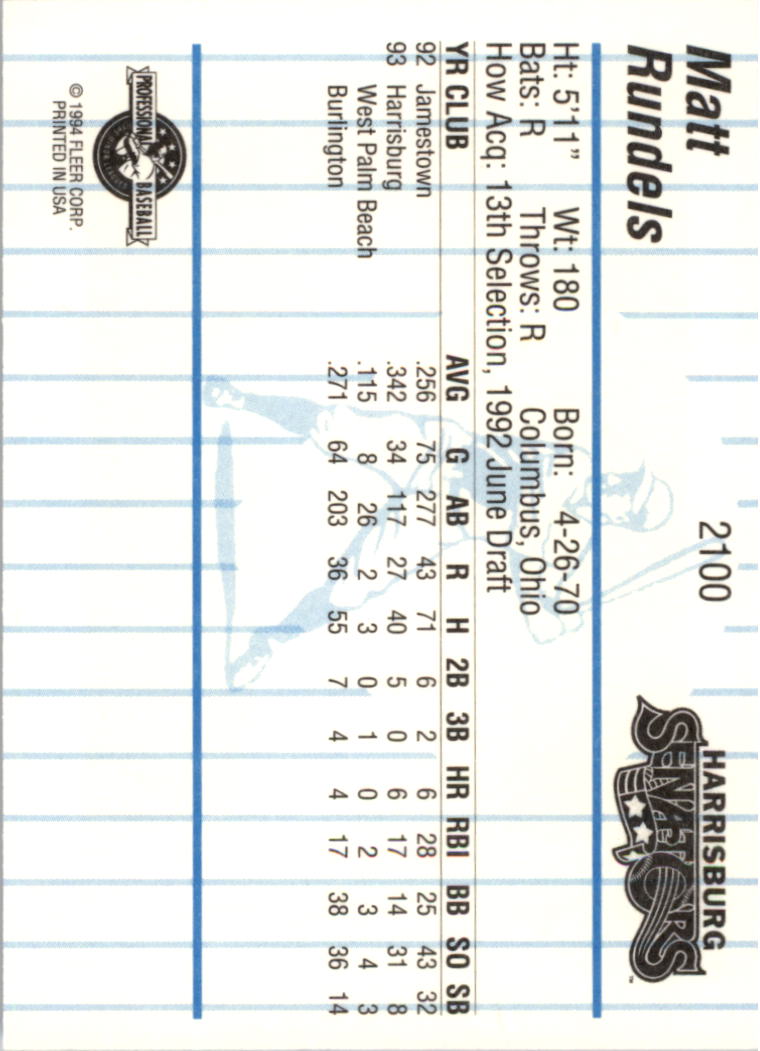 Matt
Rundels
2100
HARRISBURG
SENATORS
™
Ht: 5'11" Wt: 180 Born: 4-26-70
Bats: R Throws: R Columbus, Ohio
How Acq: 13th Selection, 1992 June Draft
YR CLUB AVG G AB R H 2B 3B HR RBI BB SO SB
92 Jamestown .256 75 277 43 71 6 2 6 28 25 43 32
93 Harrisburg .342 34 117 27 40 5 0 6 17 14 31 8
West Palm Beach .115 8 26 2 3 0 1 0 2 3 4 3
Burlington .271 64 203 36 55 7 4 4 17 38 36 14
PROFESSIONAL BASEBALL
© 1994 FLEER CORP.
PRINTED IN USA